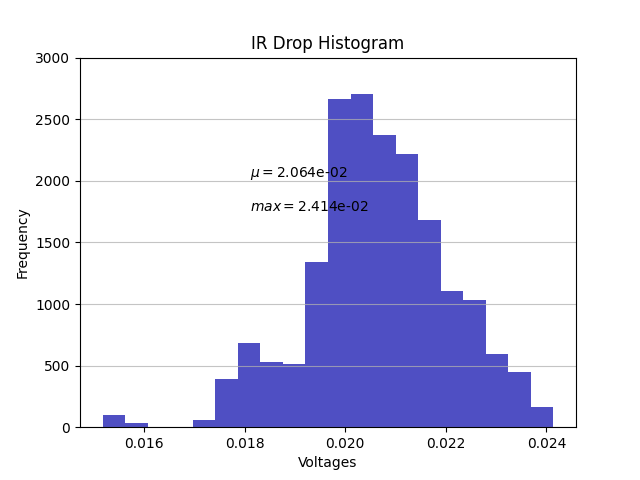 IR Drop Histogram
3000
2500
2000
1500
1000
500
0
Frequency
μ = 2.064e-02
max = 2.414e-02
0.016 0.018 0.020 0.022 0.024
Voltages